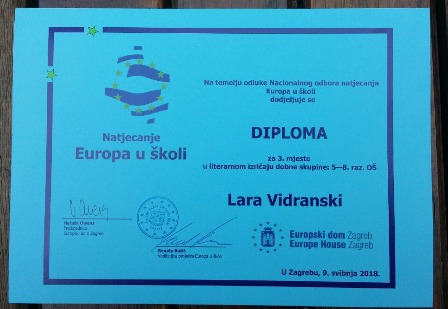 Na temelju odluke Nacionalnog odbora natjecanja
Europa u školi
dodjeljuje se
Natjecanje
Europa u školi
DIPLOMA
za 3. mjesto
u literarnom izričaju dobne skupine: 5—8. raz. OŠ
Lara Vidranski
Europski dom Zagreb
Europe House Zagreb
U Zagrebu, 9. svibnja 2018.